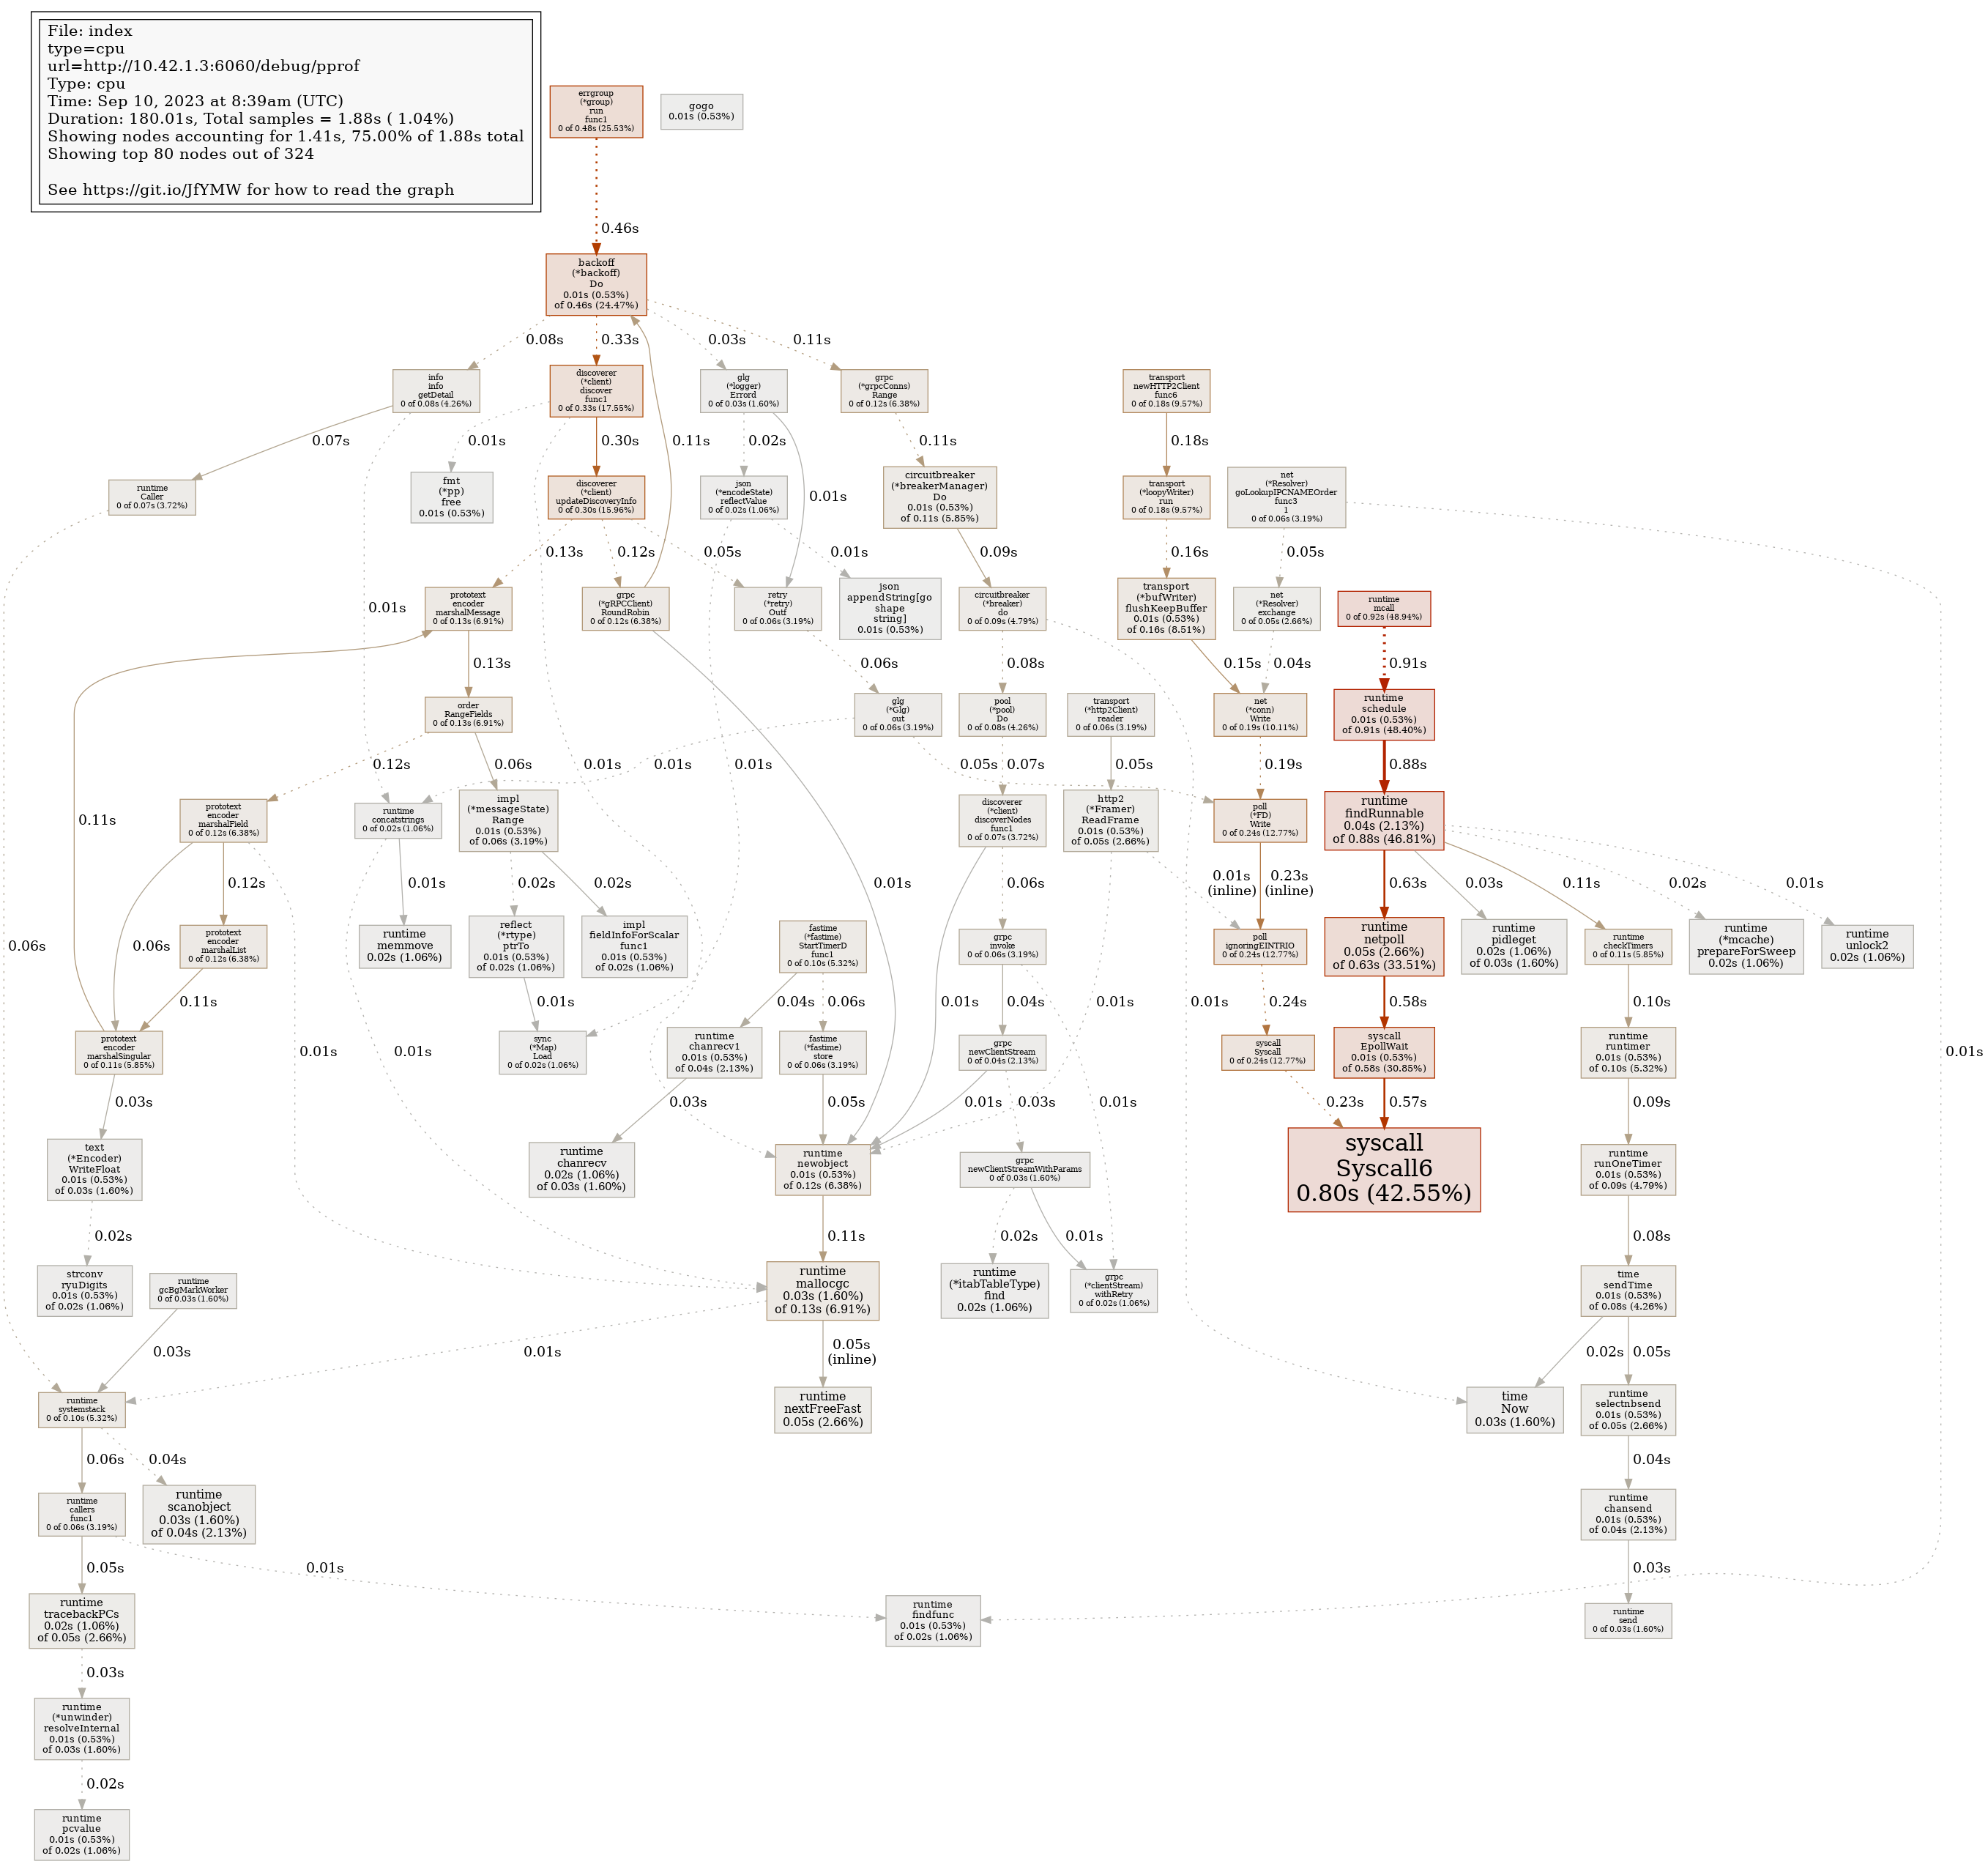 File: index
type=cpu
url=http://10.42.1.3:6060/debug/pprof
Type: cpu
Time: Sep 10, 2023 at 8:39am (UTC)
Duration: 180.01s, Total samples = 1.88s ( 1.04%)
Showing nodes accounting for 1.41s, 75.00% of 1.88s total
Showing top 80 nodes out of 324
See https://git.io/JfYMW for how to read the graph
errgroup
(*group)
run
func1
0 of 0.48s (25.53%)
gogo
0.01s (0.53%)
0.46s
backoff
(*backoff)
Do
0.01s (0.53%)
of 0.46s (24.47%)
0.08s
0.33s
0.03s
0.11s
info
info
getDetail
0 of 0.08s (4.26%)
discoverer
(*client)
discover
func1
0 of 0.33s (17.55%)
glg
(*logger)
Errord
0 of 0.03s (1.60%)
grpc
(*grpcConns)
Range
0 of 0.12s (6.38%)
transport
newHTTP2Client
func6
0 of 0.18s (9.57%)
0.07s
0.01s
0.30s
0.11s
0.02s
0.11s
0.18s
runtime
Caller
0 of 0.07s (3.72%)
fmt
(*pp)
free
0.01s (0.53%)
discoverer
(*client)
updateDiscoveryInfo
0 of 0.30s (15.96%)
json
(*encodeState)
reflectValue
0 of 0.02s (1.06%)
0.01s
circuitbreaker
(*breakerManager)
Do
0.01s (0.53%)
of 0.11s (5.85%)
transport
(*loopyWriter)
run
0 of 0.18s (9.57%)
net
(*Resolver)
goLookupIPCNAMEOrder
func3
1
0 of 0.06s (3.19%)
0.13s
0.12s
0.05s
0.01s
0.09s
0.16s
0.05s
0.01s
prototext
encoder
marshalMessage
0 of 0.13s (6.91%)
grpc
(*gRPCClient)
RoundRobin
0 of 0.12s (6.38%)
retry
(*retry)
Outf
0 of 0.06s (3.19%)
json
appendString[go
shape
string]
0.01s (0.53%)
circuitbreaker
(*breaker)
do
0 of 0.09s (4.79%)
transport
(*bufWriter)
flushKeepBuffer
0.01s (0.53%)
of 0.16s (8.51%)
net
(*Resolver)
exchange
0 of 0.05s (2.66%)
runtime
mcall
0 of 0.92s (48.94%)
0.13s
0.06s
0.08s
0.15s
0.04s
0.91s
order
RangeFields
0 of 0.13s (6.91%)
glg
(*Glg)
out
0 of 0.06s (3.19%)
pool
(*pool)
Do
0 of 0.08s (4.26%)
transport
(*http2Client)
reader
0 of 0.06s (3.19%)
net
(*conn)
Write
0 of 0.19s (10.11%)
runtime
schedule
0.01s (0.53%)
of 0.91s (48.40%)
0.12s
0.06s
0.01s
0.01s
0.01s
0.05s
0.07s
0.05s
0.19s
0.88s
0.11s
prototext
encoder
marshalField
0 of 0.12s (6.38%)
runtime
concatstrings
0 of 0.02s (1.06%)
impl
(*messageState)
Range
0.01s (0.53%)
of 0.06s (3.19%)
discoverer
(*client)
discoverNodes
func1
0 of 0.07s (3.72%)
http2
(*Framer)
ReadFrame
0.01s (0.53%)
of 0.05s (2.66%)
poll
(*FD)
Write
0 of 0.24s (12.77%)
runtime
findRunnable
0.04s (2.13%)
of 0.88s (46.81%)
0.12s
0.01s
0.02s
0.02s
0.01s
0.06s
0.01s
(inline)
0.23s
(inline)
0.63s
0.03s
0.11s
0.02s
0.01s
0.06s
0.06s
prototext
encoder
marshalList
0 of 0.12s (6.38%)
runtime
memmove
0.02s (1.06%)
reflect
(*rtype)
ptrTo
0.01s (0.53%)
of 0.02s (1.06%)
impl
fieldInfoForScalar
func1
0.01s (0.53%)
of 0.02s (1.06%)
fastime
(*fastime)
StartTimerD
func1
0 of 0.10s (5.32%)
grpc
invoke
0 of 0.06s (3.19%)
poll
ignoringEINTRIO
0 of 0.24s (12.77%)
runtime
netpoll
0.05s (2.66%)
of 0.63s (33.51%)
runtime
pidleget
0.02s (1.06%)
of 0.03s (1.60%)
runtime
checkTimers
0 of 0.11s (5.85%)
runtime
(*mcache)
prepareForSweep
0.02s (1.06%)
runtime
unlock2
0.02s (1.06%)
0.11s
0.01s
0.04s
0.06s
0.01s
0.04s
0.01s
0.01s
0.24s
0.58s
0.10s
prototext
encoder
marshalSingular
0 of 0.11s (5.85%)
0.01s
0.01s
sync
(*Map)
Load
0 of 0.02s (1.06%)
runtime
chanrecv1
0.01s (0.53%)
of 0.04s (2.13%)
fastime
(*fastime)
store
0 of 0.06s (3.19%)
grpc
newClientStream
0 of 0.04s (2.13%)
syscall
Syscall
0 of 0.24s (12.77%)
syscall
EpollWait
0.01s (0.53%)
of 0.58s (30.85%)
runtime
runtimer
0.01s (0.53%)
of 0.10s (5.32%)
0.01s
0.03s
0.03s
0.05s
0.01s
0.03s
0.01s
0.23s
0.57s
0.09s
text
(*Encoder)
WriteFloat
0.01s (0.53%)
of 0.03s (1.60%)
runtime
chanrecv
0.02s (1.06%)
of 0.03s (1.60%)
runtime
newobject
0.01s (0.53%)
of 0.12s (6.38%)
grpc
newClientStreamWithParams
0 of 0.03s (1.60%)
syscall
Syscall6
0.80s (42.55%)
runtime
runOneTimer
0.01s (0.53%)
of 0.09s (4.79%)
0.02s
0.11s
0.02s
0.01s
0.08s
strconv
ryuDigits
0.01s (0.53%)
of 0.02s (1.06%)
runtime
gcBgMarkWorker
0 of 0.03s (1.60%)
runtime
mallocgc
0.03s (1.60%)
of 0.13s (6.91%)
runtime
(*itabTableType)
find
0.02s (1.06%)
grpc
(*clientStream)
withRetry
0 of 0.02s (1.06%)
time
sendTime
0.01s (0.53%)
of 0.08s (4.26%)
0.03s
0.01s
0.05s
(inline)
0.02s
0.05s
runtime
systemstack
0 of 0.10s (5.32%)
runtime
nextFreeFast
0.05s (2.66%)
time
Now
0.03s (1.60%)
runtime
selectnbsend
0.01s (0.53%)
of 0.05s (2.66%)
0.06s
0.04s
0.04s
runtime
callers
func1
0 of 0.06s (3.19%)
runtime
scanobject
0.03s (1.60%)
of 0.04s (2.13%)
runtime
chansend
0.01s (0.53%)
of 0.04s (2.13%)
0.05s
0.01s
0.03s
runtime
tracebackPCs
0.02s (1.06%)
of 0.05s (2.66%)
runtime
findfunc
0.01s (0.53%)
of 0.02s (1.06%)
runtime
send
0 of 0.03s (1.60%)
0.03s
runtime
(*unwinder)
resolveInternal
0.01s (0.53%)
of 0.03s (1.60%)
0.02s
runtime
pcvalue
0.01s (0.53%)
of 0.02s (1.06%)